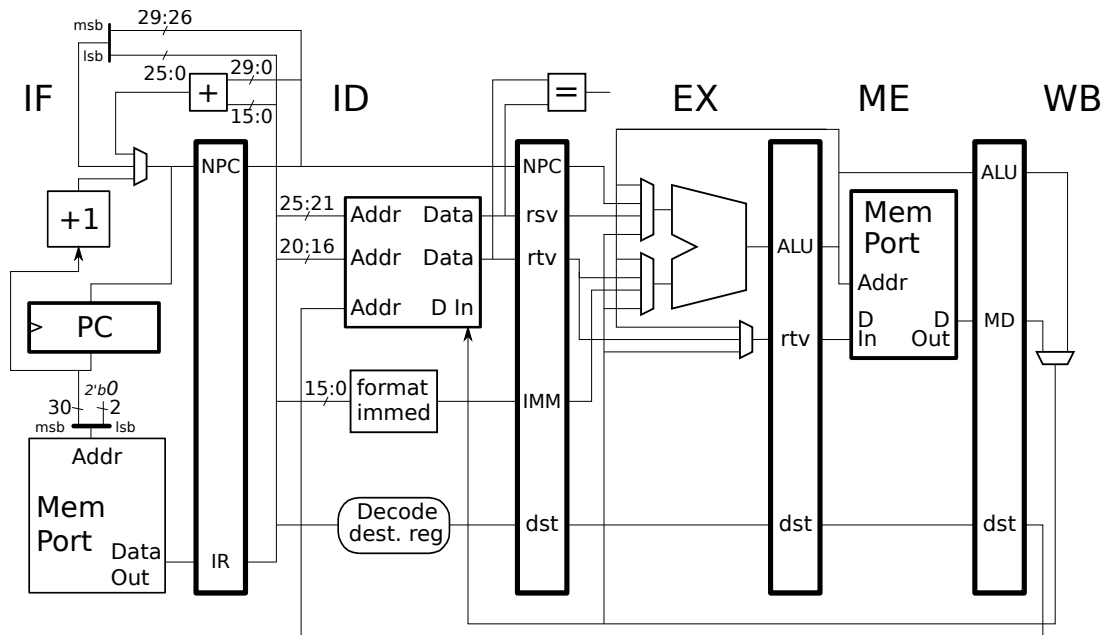 29:26
msb
lsb
25:0
29:0
15:0
+
=
IF
ID
EX
ME
WB
NPC
NPC
ALU
+1
25:21
Addr
Data
rsv
20:16
Addr
Data
rtv
Addr
D In
ALU
Mem
Port
Addr
D
In
D
Out
MD
rtv
PC
2'b0
30
2
msb
lsb
15:0
format
immed
IMM
Addr
Mem
Port
Data
Out
IR
Decode
dest. reg
dst
dst
dst